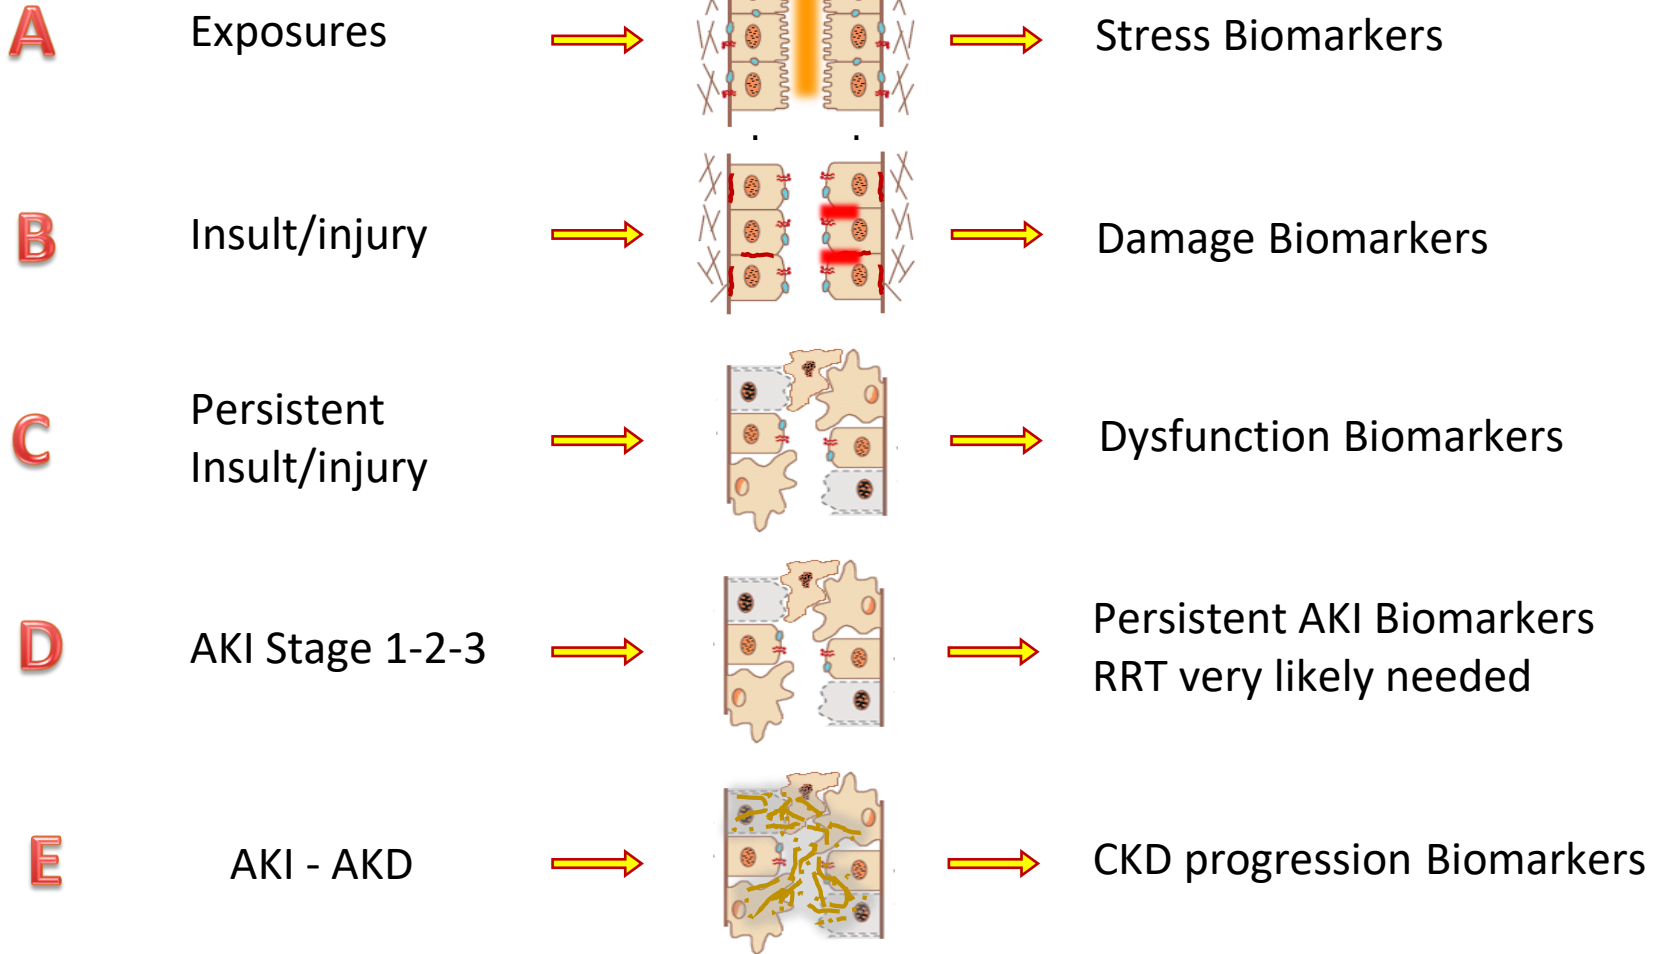 A Exposures Stress Biomarkers
B Insult/injury Damage Biomarkers
C Persistent
Insult/injury Dysfunction Biomarkers
D AKI Stage 1-2-3 Persistent AKI Biomarkers
RRT very likely needed
E AKI - AKD CKD progression Biomarkers